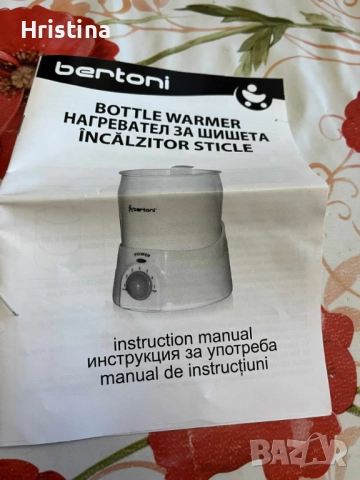 Hristina
bertoni
BOTTLE WARMER
НАГРЕВАТЕЛ ЗА ШИШЕТА
ÎNCĂLZITOR STICLE
bertoni
POWER
instruction manual
инструкция за употреба
manual de instrucțiuni
BAZAR